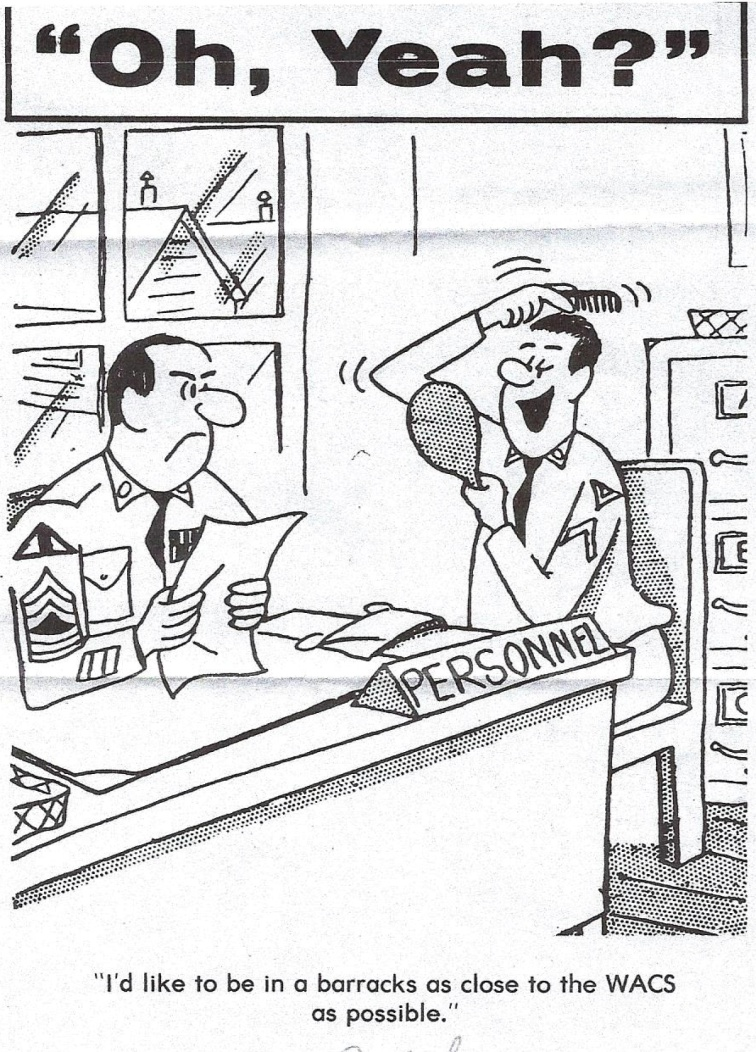 "Oh, Yeah?"
PERSONNEL
"I'd like to be in a barracks as close to the WACS
as possible."